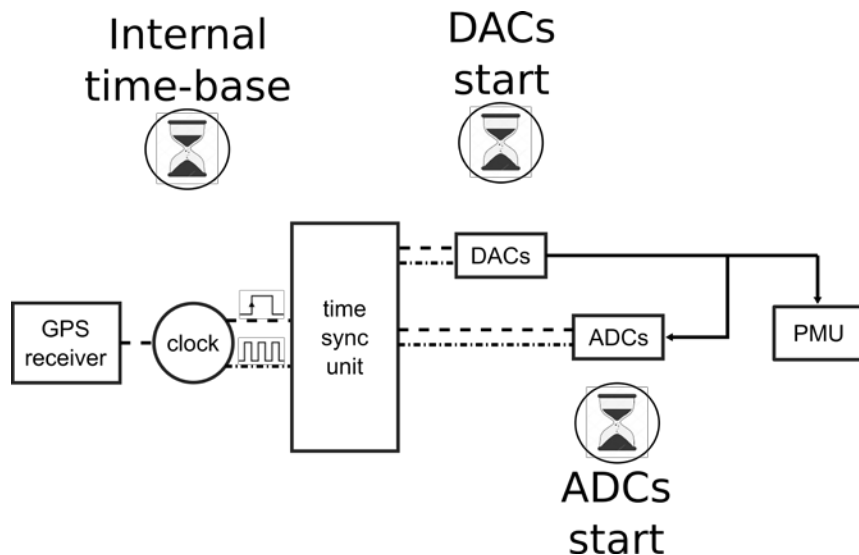 Internal
time-base
DACs
start
DACs
GPS
receiver
clock
time
sync
unit
ADCs
PMU
ADCs
start